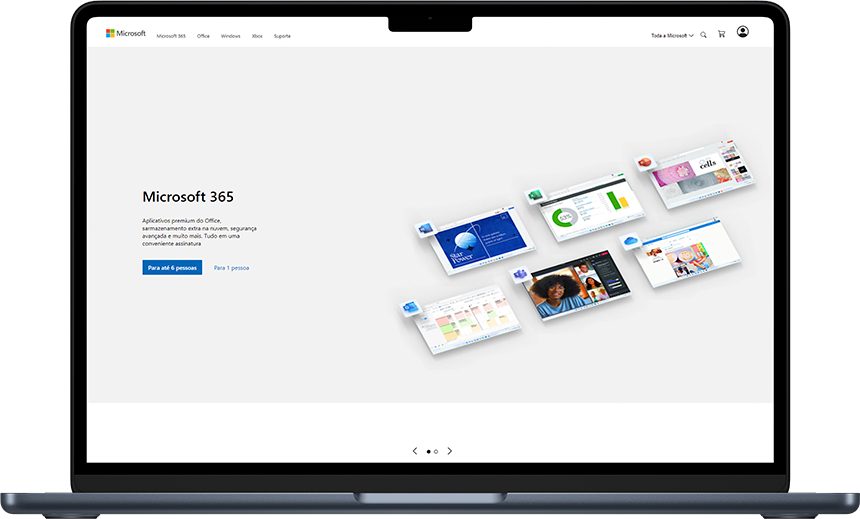 Microsoft
Microsoft 365
Office
Windows
Xbox
Suporte
Toda a Microsoft
Microsoft 365
Aplicativos premium do Office,
sarmazenamento extra na nuvem, segurança
avançada e muito mais. Tudo em uma
conveniente assinatura
Para até 6 pessoas
Para 1 pessoa
cells
53%
Star
Power